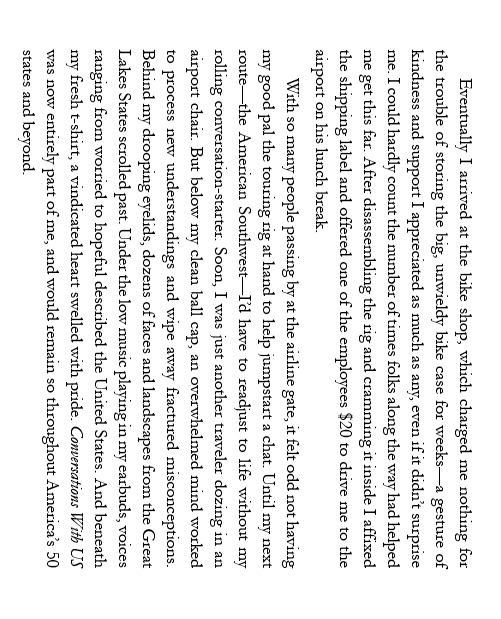 Eventually I arrived at the bike shop, which charged me nothing for
the trouble of storing the big, unwieldy bike case for weeks—a gesture of
kindness and support I appreciated as much as any, even if it didn't surprise
me. I could hardly count the number of times folks along the way had helped
me get this far. After disassembling the rig and cramming it inside I affixed
the shipping label and offered one of the employees $20 to drive me to the
airport on his lunch break.
With so many people passing by at the airline gate, it felt odd not having
my good pal the touring rig at hand to help jumpstart a chat. Until my next
route—the American Southwest—I'd have to readjust to life without my
rolling conversation-starter. Soon, I was just another traveler dozing in an
airport chair. But below my clean ball cap, an overwhelmed mind worked
to process new understandings and wipe away fractured misconceptions.
Behind my drooping eyelids, dozens of faces and landscapes from the Great
Lakes States scrolled past. Under the low music playing in my earbuds, voices
ranging from worried to hopeful described the United States. And beneath
my fresh t-shirt, a vindicated heart swelled with pride. Conversations With US
was now entirely part of me, and would remain so throughout America's 50
states and beyond.